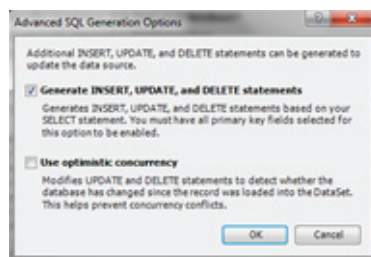 Advanced SQL Generation Options
Additional INSERT, UPDATE, and DELETE statements can be generated to
update the data source.
Generate INSERT, UPDATE, and DELETE statements
Generates INSERT, UPDATE, and DELETE statements based on your
SELECT statement. You must have all primary key fields selected for
this option to be enabled.
Use optimistic concurrency
Modifies UPDATE and DELETE statements to detect whether the
database has changed since the record was loaded into the DataSet.
This helps prevent concurrency conflicts.
OK Cancel